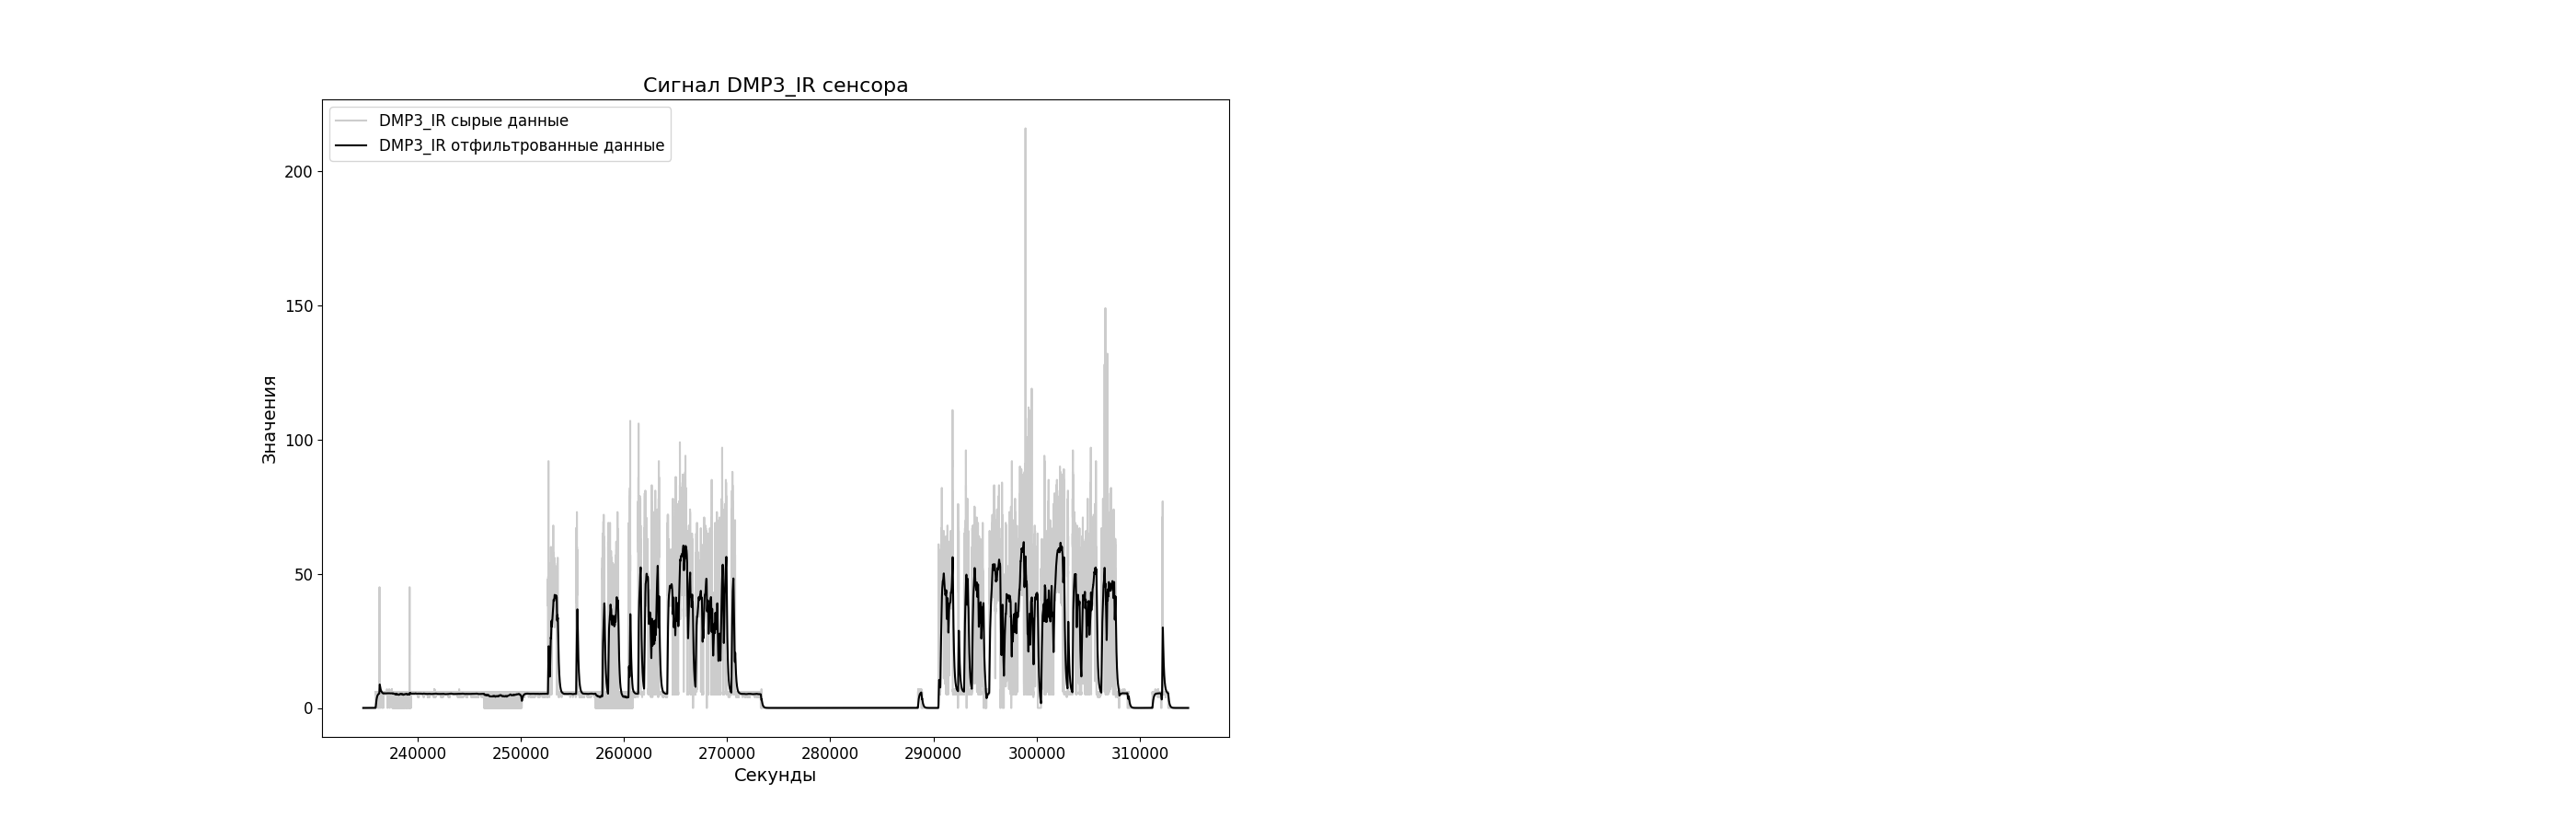 Сигнал DMP3_IR сенсора
DMP3_IR сырые данные
DMP3_IR отфильтрованные данные
Значения
200
150
100
50
0
240000 250000 260000 270000 280000 290000 300000 310000
Секунды